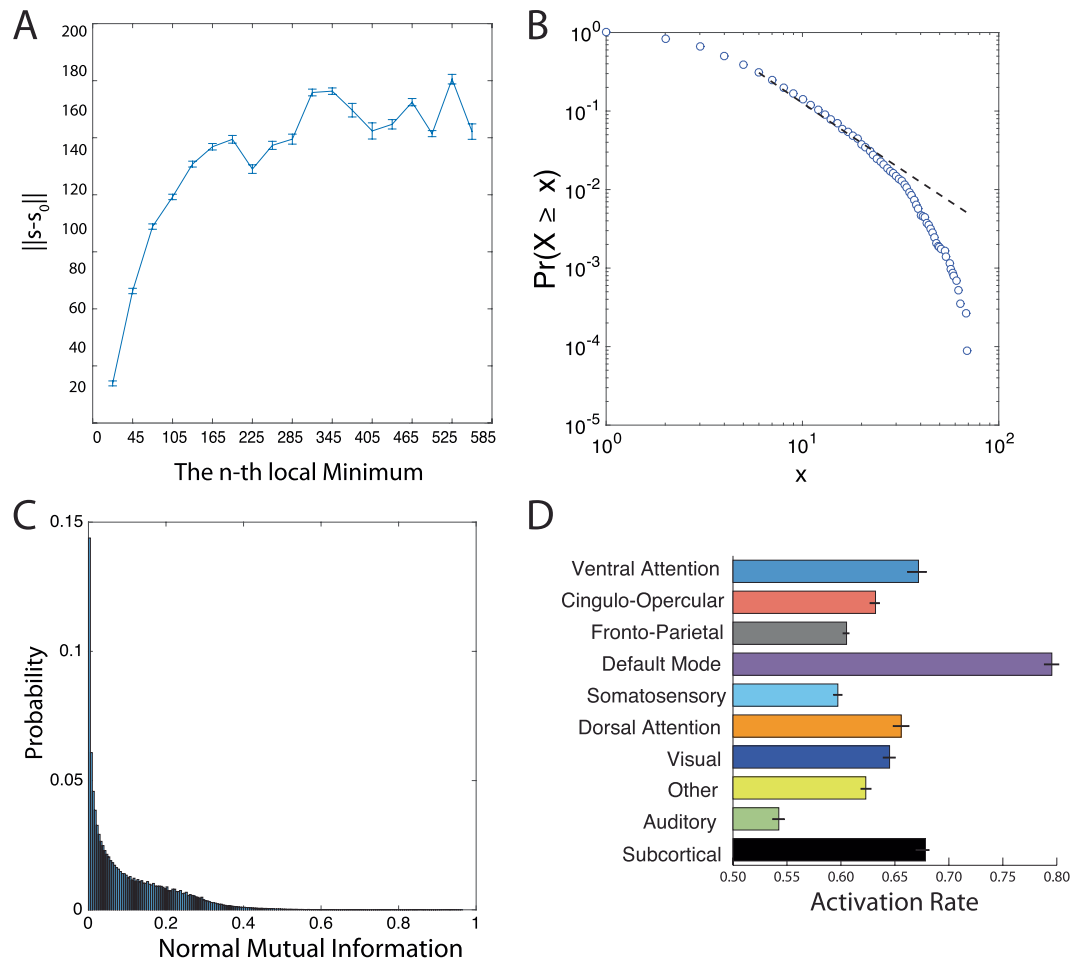 A
200
180
160
140
120
100
80
60
40
20
||s-s0||
0 45 105 165 225 285 345 405 465 525 585
The n-th local Minimum
B
10^0
10^-1
10^-2
10^-3
10^-4
10^-5
Pr(X ≥ x)
10^0 10^1 10^2
x
C
0.15
0.1
0.05
0
Probability
0 0.2 0.4 0.6 0.8 1
Normal Mutual Information
D
Ventral Attention
Cingulo-Opercular
Fronto-Parietal
Default Mode
Somatosensory
Dorsal Attention
Visual
Other
Auditory
Subcortical
0.50 0.55 0.60 0.65 0.70 0.75 0.80
Activation Rate